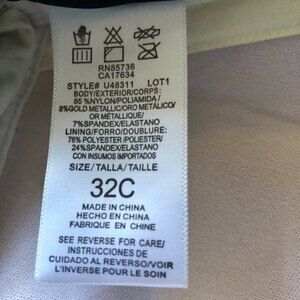 RN85736
CA17634
STYLE# U48311 LOT1
BODY/EXTERIOR/CORPS:
85 %NYLON/POLIAMIDA/
8%GOLD METALLIC/ORO METÁLICO/
OR MÉTALLIQUE/
7%SPANDEX/ELASTANO
LINING/FORRO/DOUBLURE:
76% POLYESTER/POLIÉSTER/
24%SPANDEX/ELASTANO
CON INSUMOS IMPORTADOS
SIZE/TALLA/TAILLE
32C
MADE IN CHINA
HECHO EN CHINA
FABRIQUE EN CHINE
SEE REVERSE FOR CARE/
INSTRUCCIONES DE
CUIDADO AL REVERSO/VOIR
L'INVERSE POUR LE SOIN